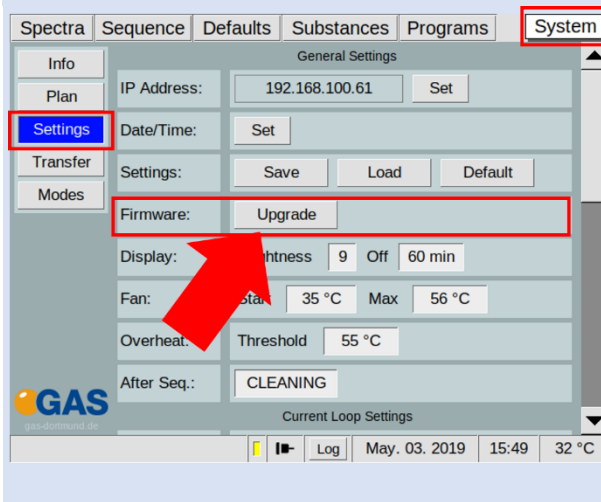 Spectra Sequence Defaults Substances Programs System
Info
Plan
Settings
Transfer
Modes
General Settings
IP Address: 192.168.100.61 Set
Date/Time: Set
Settings: Save Load Default
Firmware: Upgrade
Display: 9 Off 60 min
Fan: Start 35 °C Max 56 °C
Overheat: Threshold 55 °C
After Seq.: CLEANING
Current Loop Settings
GAS
gas-dortmund.de
Log May. 03. 2019 15:49 32 °C